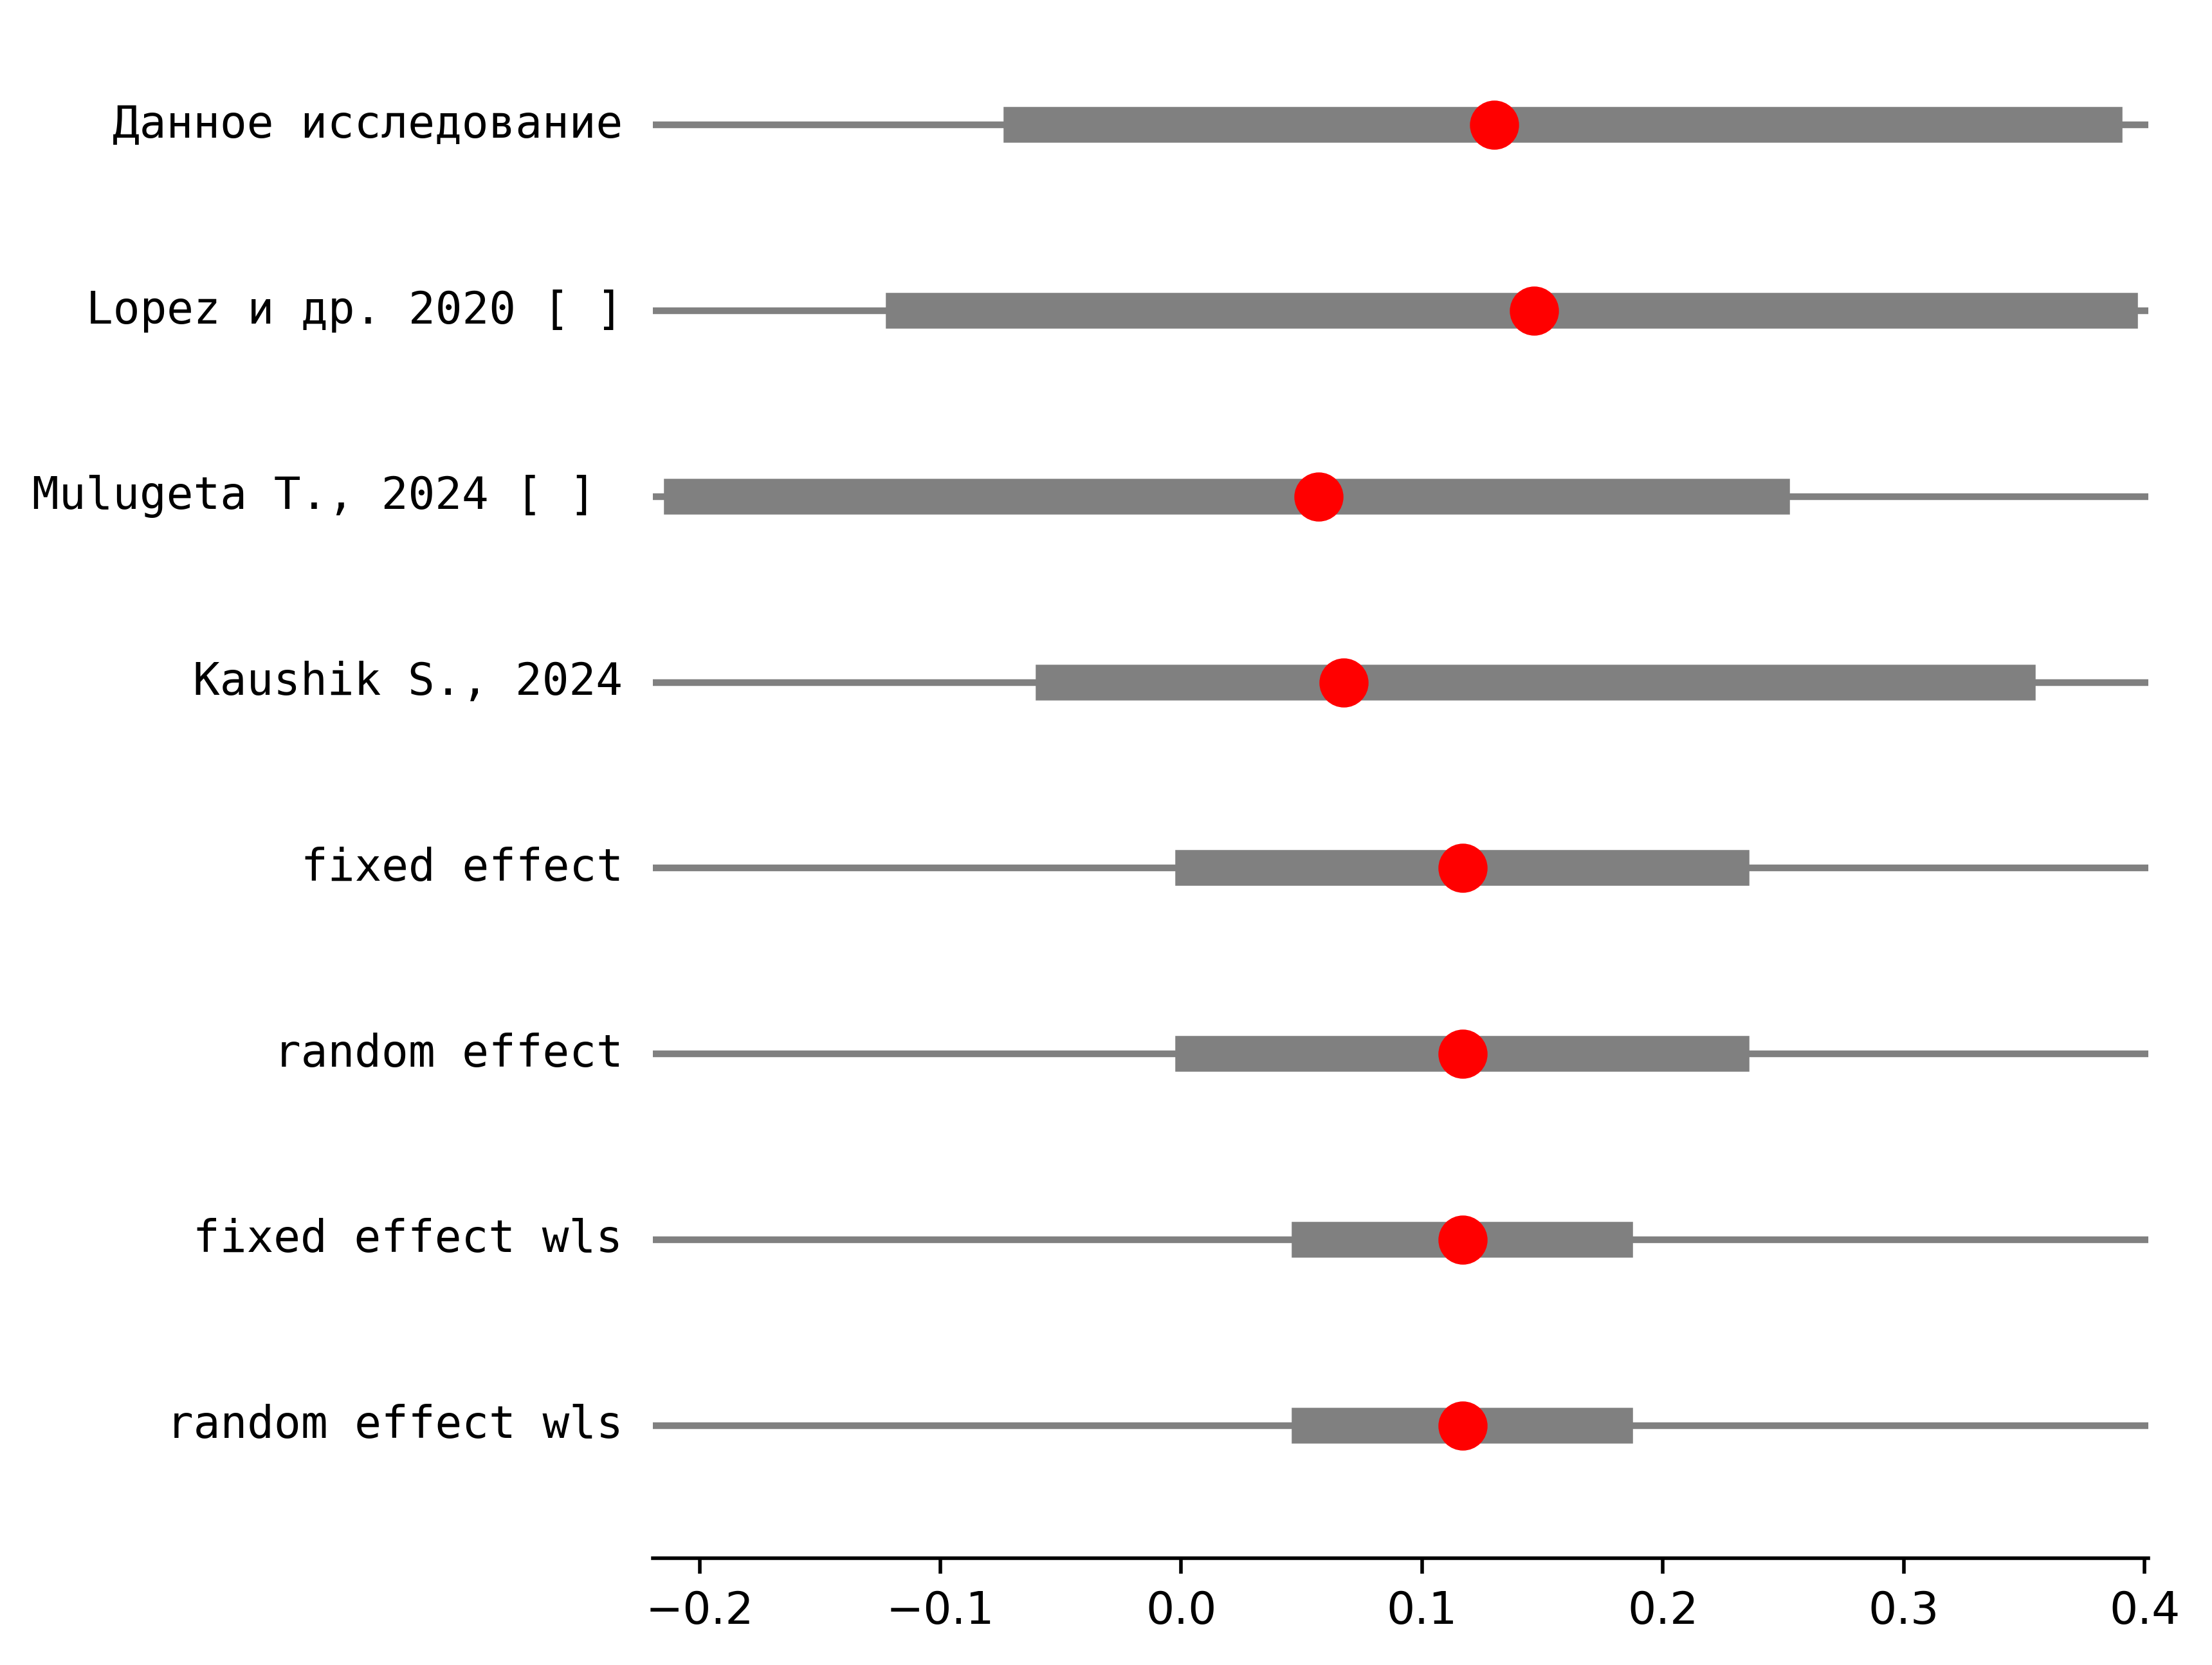 Данное исследование
Lopez и др. 2020 [ ]
Mulugeta T., 2024 [ ]
Kaushik S., 2024
fixed effect
random effect
fixed effect wls
random effect wls
−0.2 −0.1 0.0 0.1 0.2 0.3 0.4